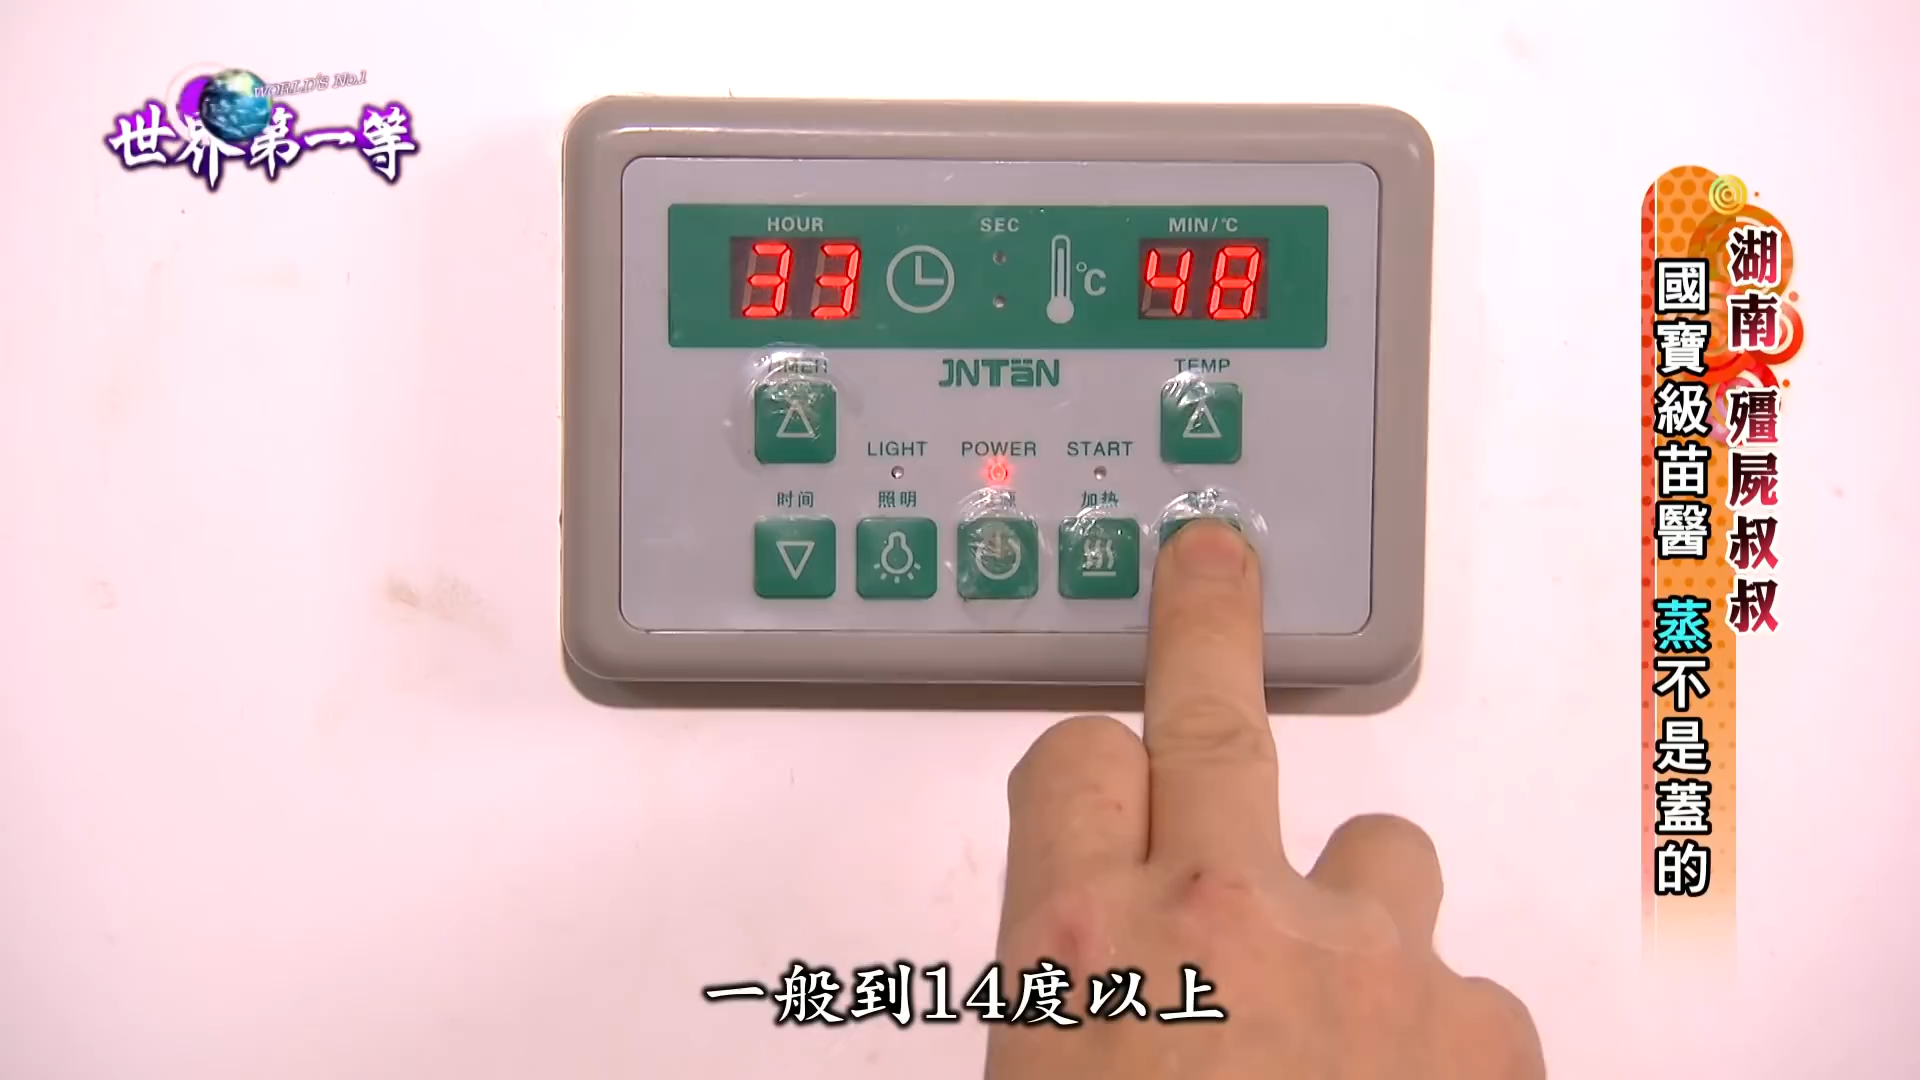 WORLD'S No.1
世界第一等
HOUR
SEC
MIN/℃
33
℃
48
TIMER
JNTan
TEMP
LIGHT
POWER
START
时间
照明
加热
湖南 殭屍叔叔
國寶級苗醫 蒸不是蓋的
一般到14度以上